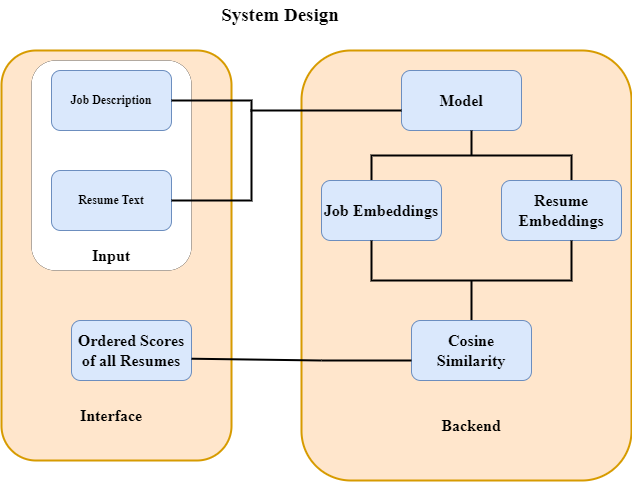 System Design
Job Description
Resume Text
Input
Ordered Scores
of all Resumes
Interface
Model
Job Embeddings
Resume
Embeddings
Cosine
Similarity
Backend